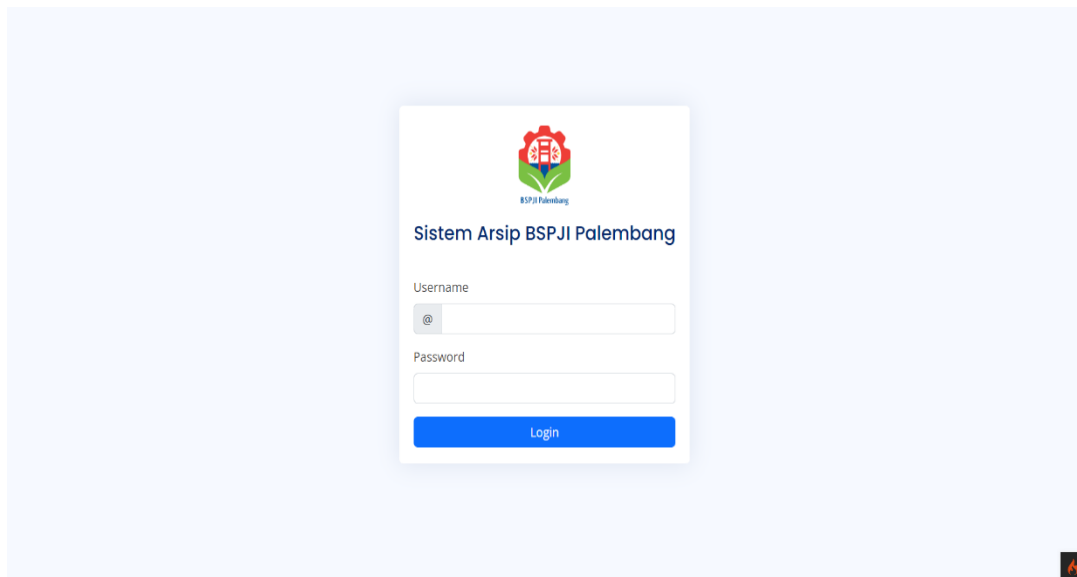 BSPJI Palembang
Sistem Arsip BSPJI Palembang
Username
@
Password
Login